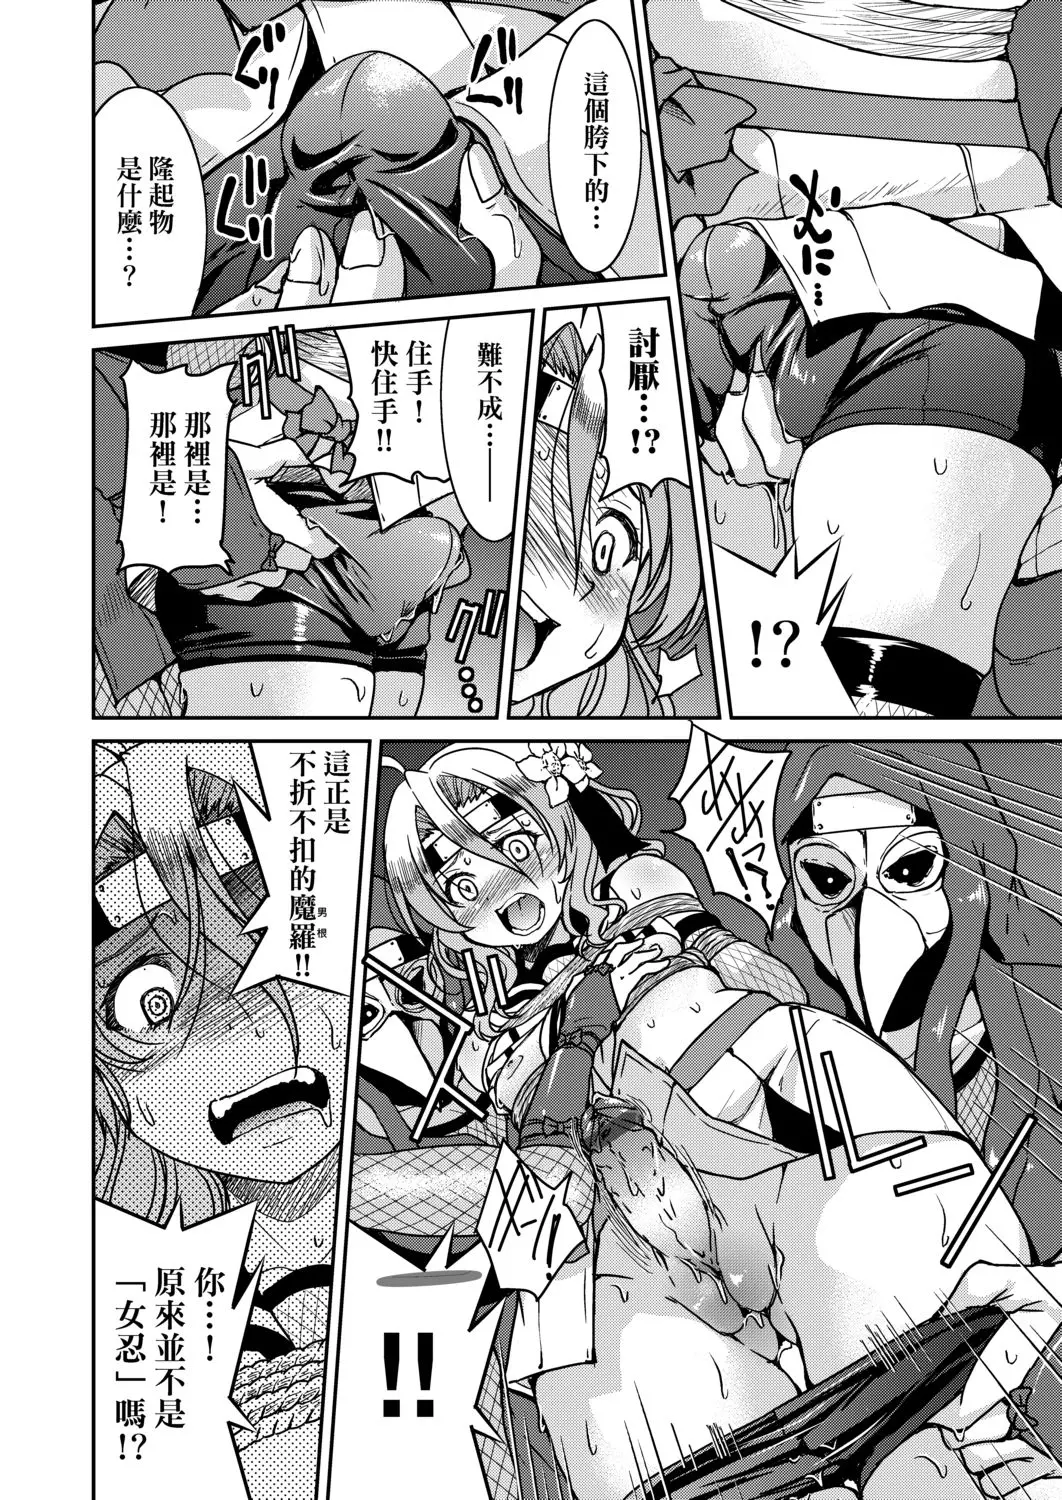 むにっ…
!?
這個胯下的…
隆起物
是什麼…？
討厭…!?
難不成…——
住手！
快住手!!
那裡是…
那裡是！
!!
這正是
不折不扣的魔羅!!
男根
你…！
原來並不是
「女忍」嗎!?